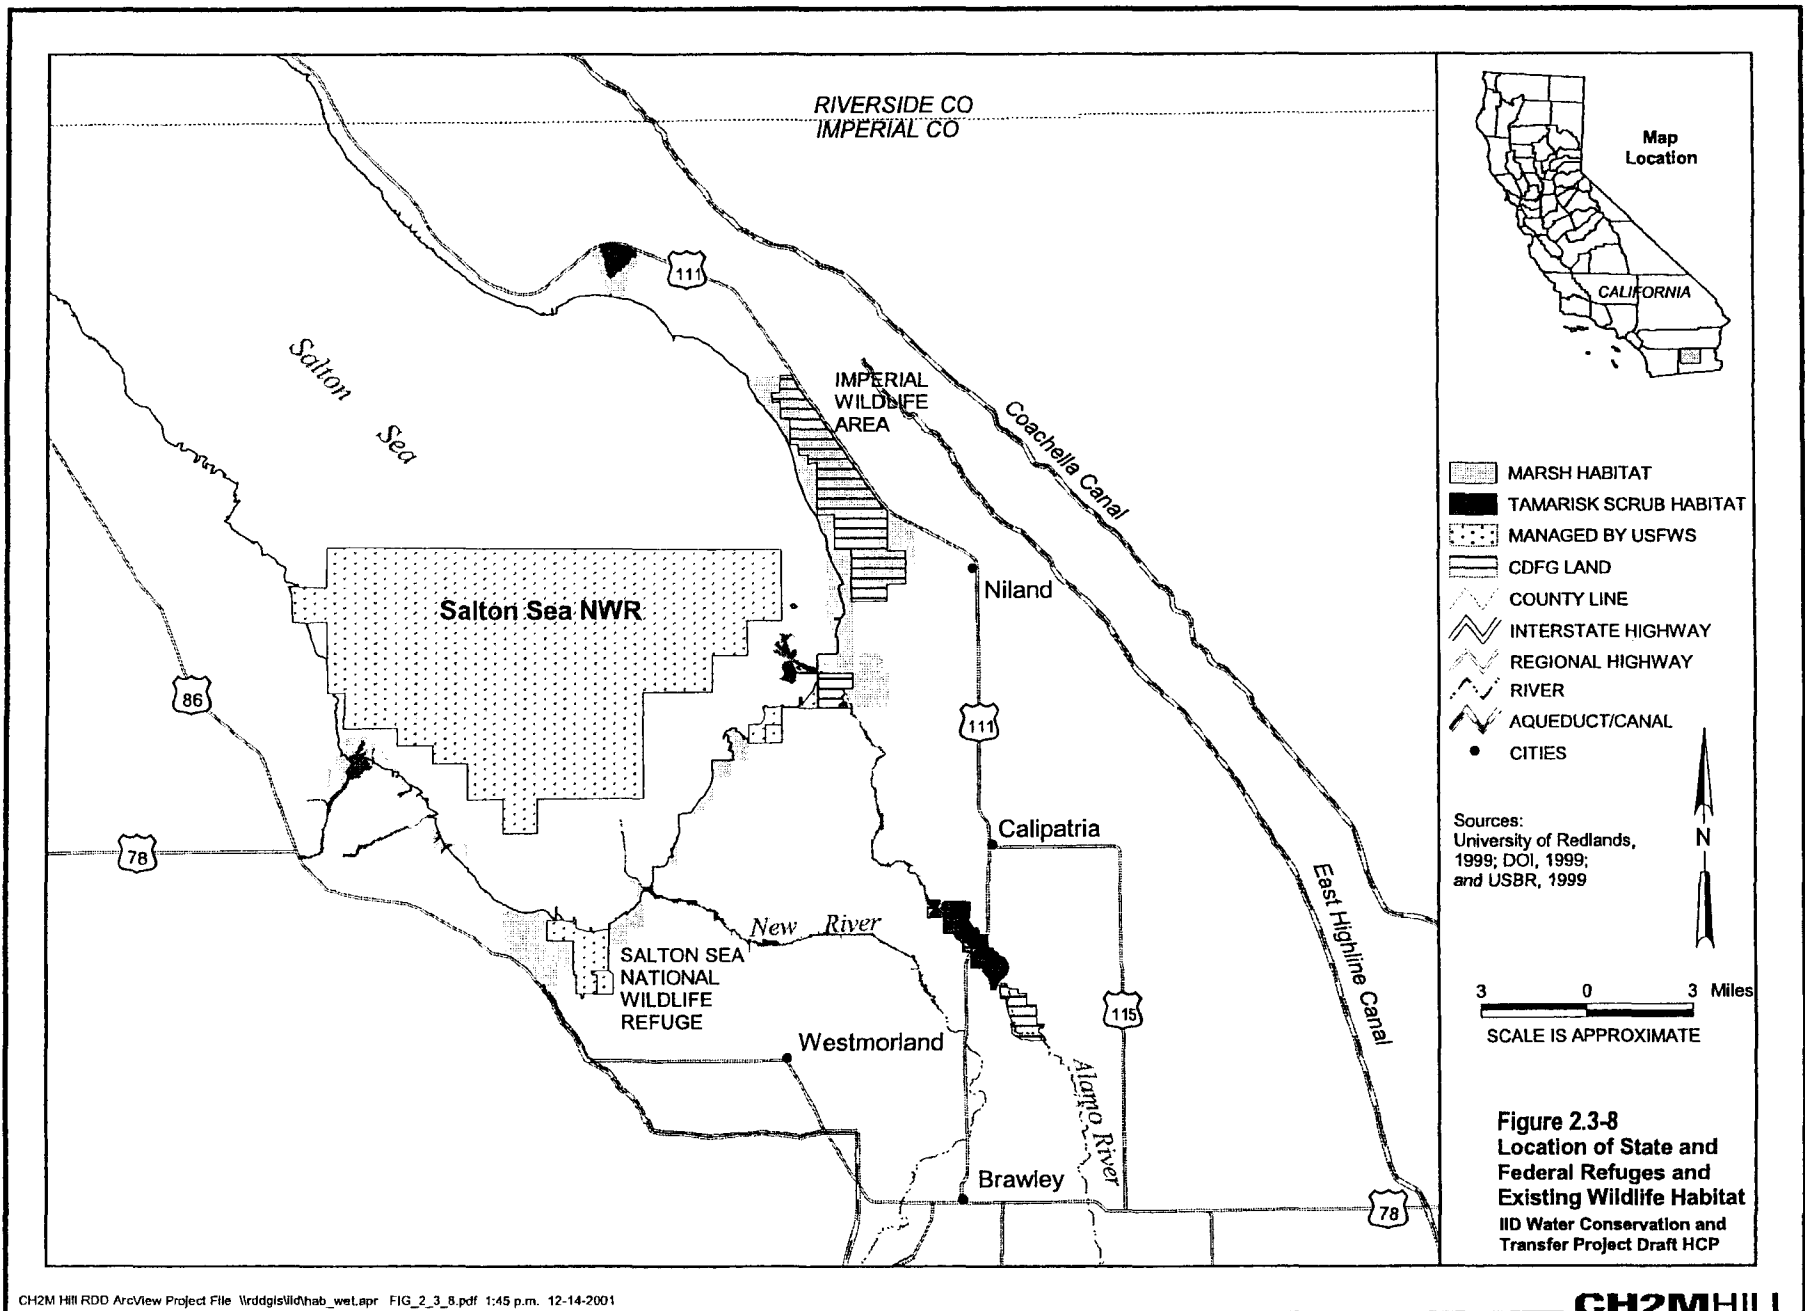 RIVERSIDE CO
IMPERIAL CO
111
Salton
Sea
IMPERIAL
WILDLIFE
AREA
Coachella Canal
Niland
Salton Sea NWR
86
111
78
Calipatria
East Highline Canal
New River
SALTON SEA
NATIONAL
WILDLIFE
REFUGE
115
Westmorland
Alamo River
Brawley
78
Map
Location
CALIFORNIA
MARSH HABITAT
TAMARISK SCRUB HABITAT
MANAGED BY USFWS
CDFG LAND
COUNTY LINE
INTERSTATE HIGHWAY
REGIONAL HIGHWAY
RIVER
AQUEDUCT/CANAL
CITIES
Sources:
University of Redlands,
1999; DOI, 1999;
and USBR, 1999
N
3 0 3 Miles
SCALE IS APPROXIMATE
Figure 2.3-8
Location of State and
Federal Refuges and
Existing Wildlife Habitat
IID Water Conservation and
Transfer Project Draft HCP
CH2M Hill RDD ArcView Project File \\rddgis\iid\hab_wet.apr FIG_2_3_8.pdf 1:45 p.m. 12-14-2001
CH2MHILL